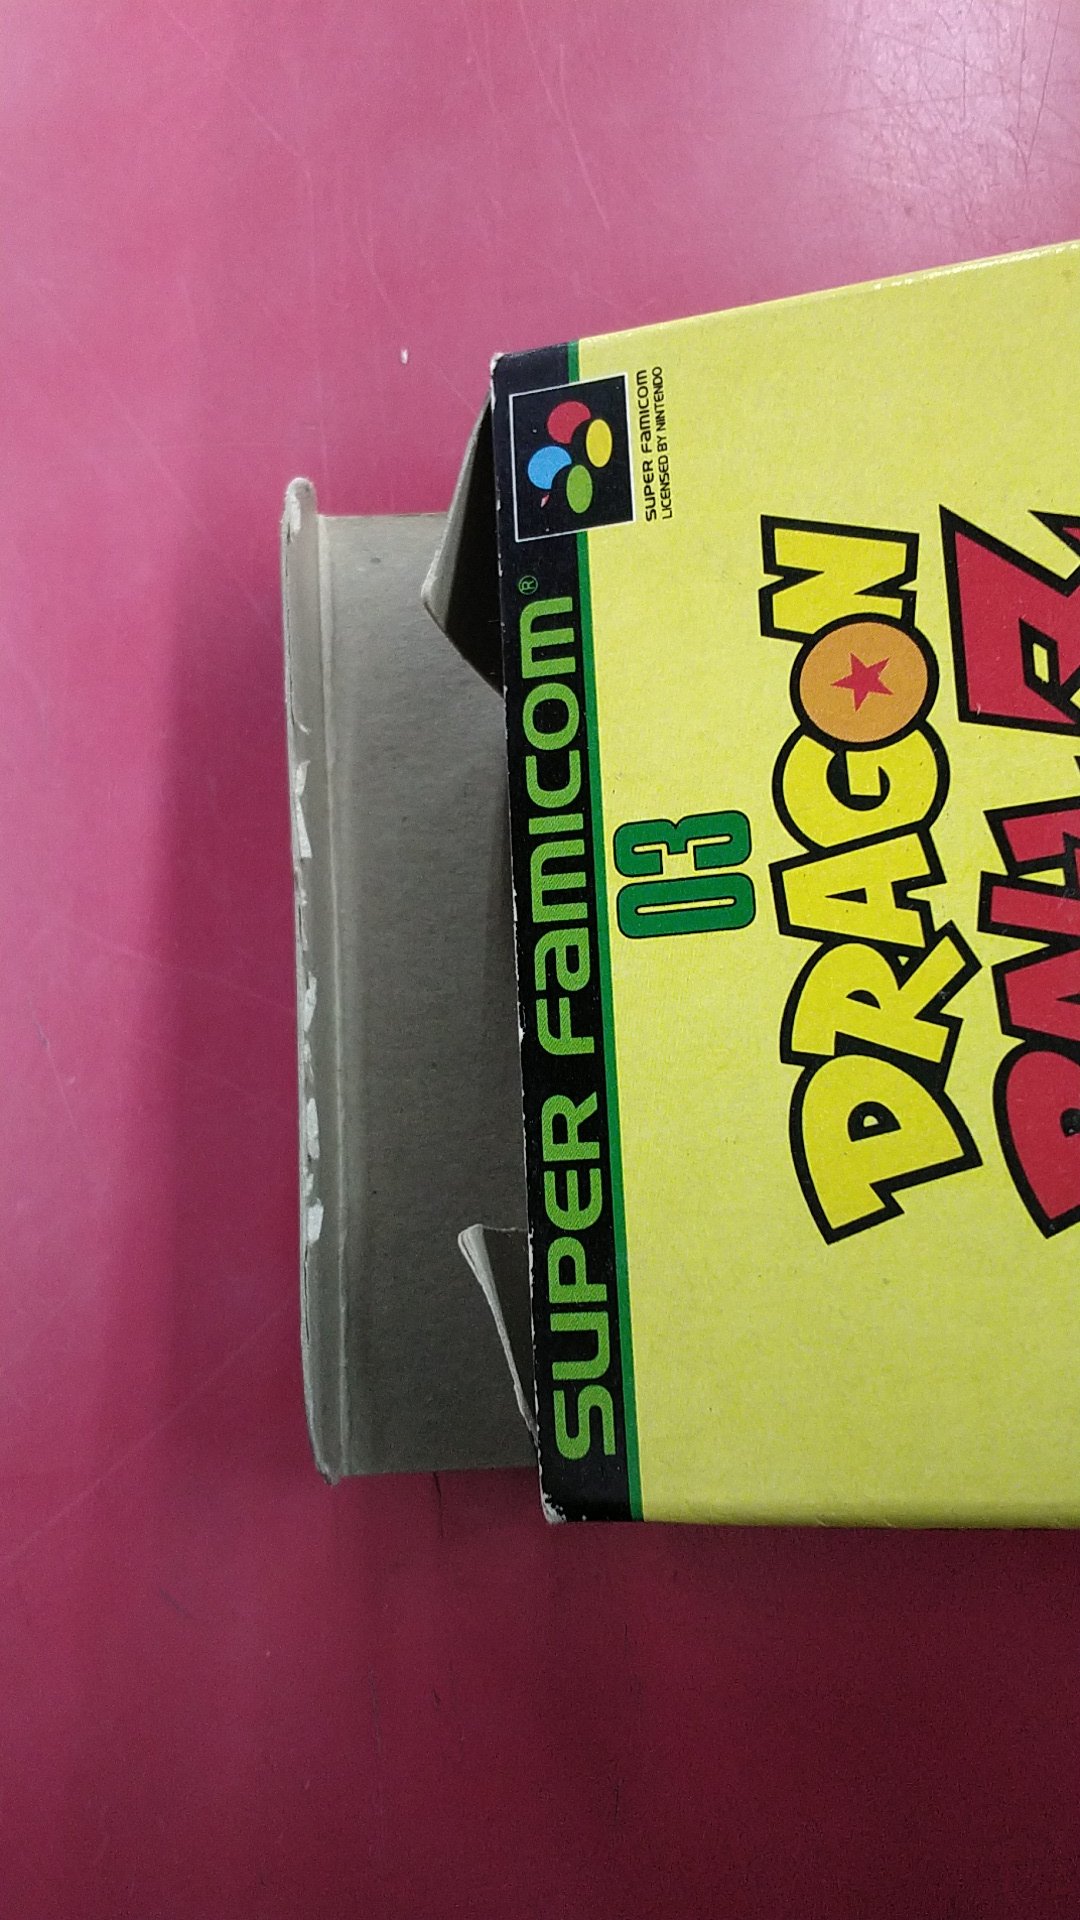 SUPER Famicom®
SUPER Famicom
LICENSED BY NINTENDO
03
DRAGON